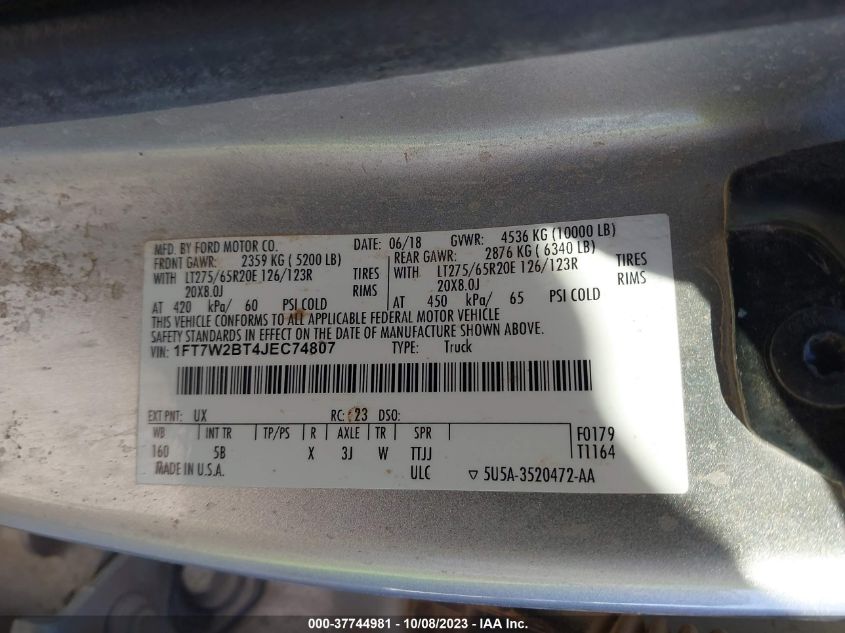 MFD. BY FORD MOTOR CO. DATE: 06/18 GVWR: 4536 KG (10000 LB)
FRONT GAWR: 2359 KG ( 5200 LB) REAR GAWR: 2876 KG ( 6340 LB)
WITH LT275/65R20E 126/123R TIRES WITH LT275/65R20E 126/123R TIRES
20X8.0J RIMS 20X8.0J RIMS
AT 420 kPa/ 60 PSI COLD AT 450 kPa/ 65 PSI COLD
THIS VEHICLE CONFORMS TO ALL APPLICABLE FEDERAL MOTOR VEHICLE
SAFETY STANDARDS IN EFFECT ON THE DATE OF MANUFACTURE SHOWN ABOVE.
VIN: 1FT7W2BT4JEC74807 TYPE: Truck
EXT PNT: UX RC: 23 DSO:
WB INT TR TP/PS R AXLE TR SPR F0179
160 5B X 3J W TTJJ T1164
MADE IN U.S.A. ULC ▽ 5U5A-3520472-AA
000-37744981 - 10/08/2023 - IAA Inc.